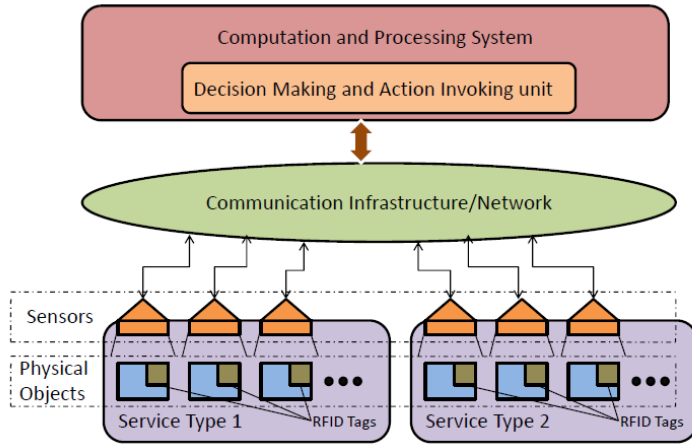 Computation and Processing System
Decision Making and Action Invoking unit
Communication Infrastructure/Network
Sensors
Physical
Objects
Service Type 1
RFID Tags
Service Type 2
RFID Tags